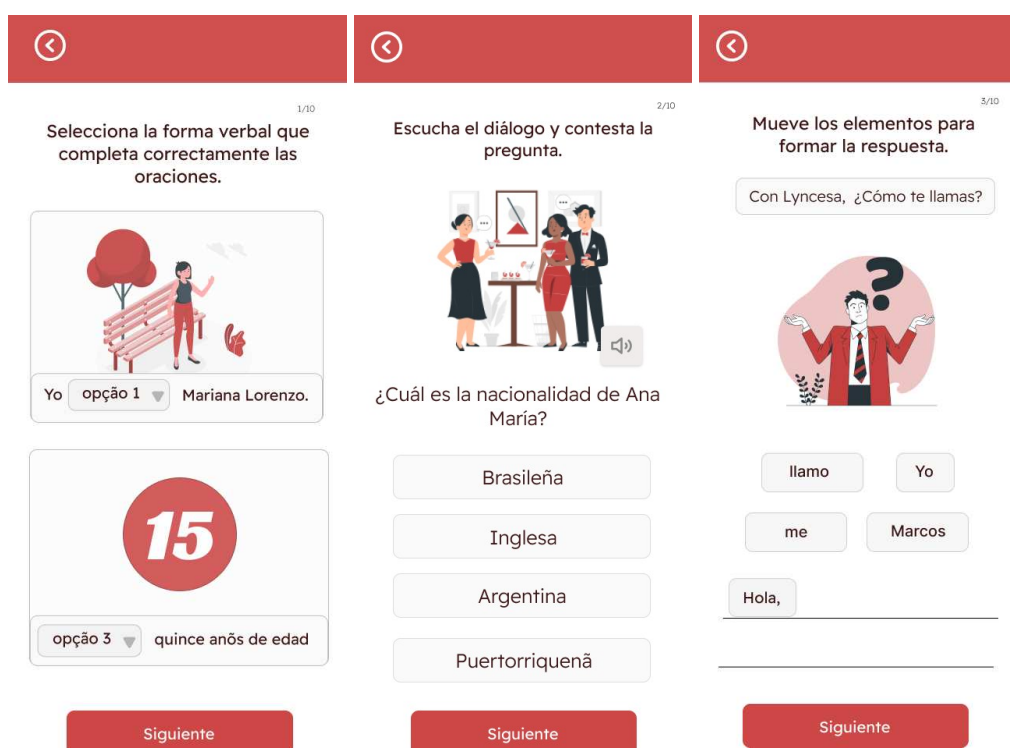 1/10
Selecciona la forma verbal que
completa correctamente las
oraciones.
Yo opção 1 Mariana Lorenzo.
15
opção 3 quince anõs de edad
Siguiente
2/10
Escucha el diálogo y contesta la
pregunta.
¿Cuál es la nacionalidad de Ana
María?
Brasileña
Inglesa
Argentina
Puertorriquenã
Siguiente
3/10
Mueve los elementos para
formar la respuesta.
Con Lyncesa, ¿Cómo te llamas?
?
llamo Yo
me Marcos
Hola,
Siguiente